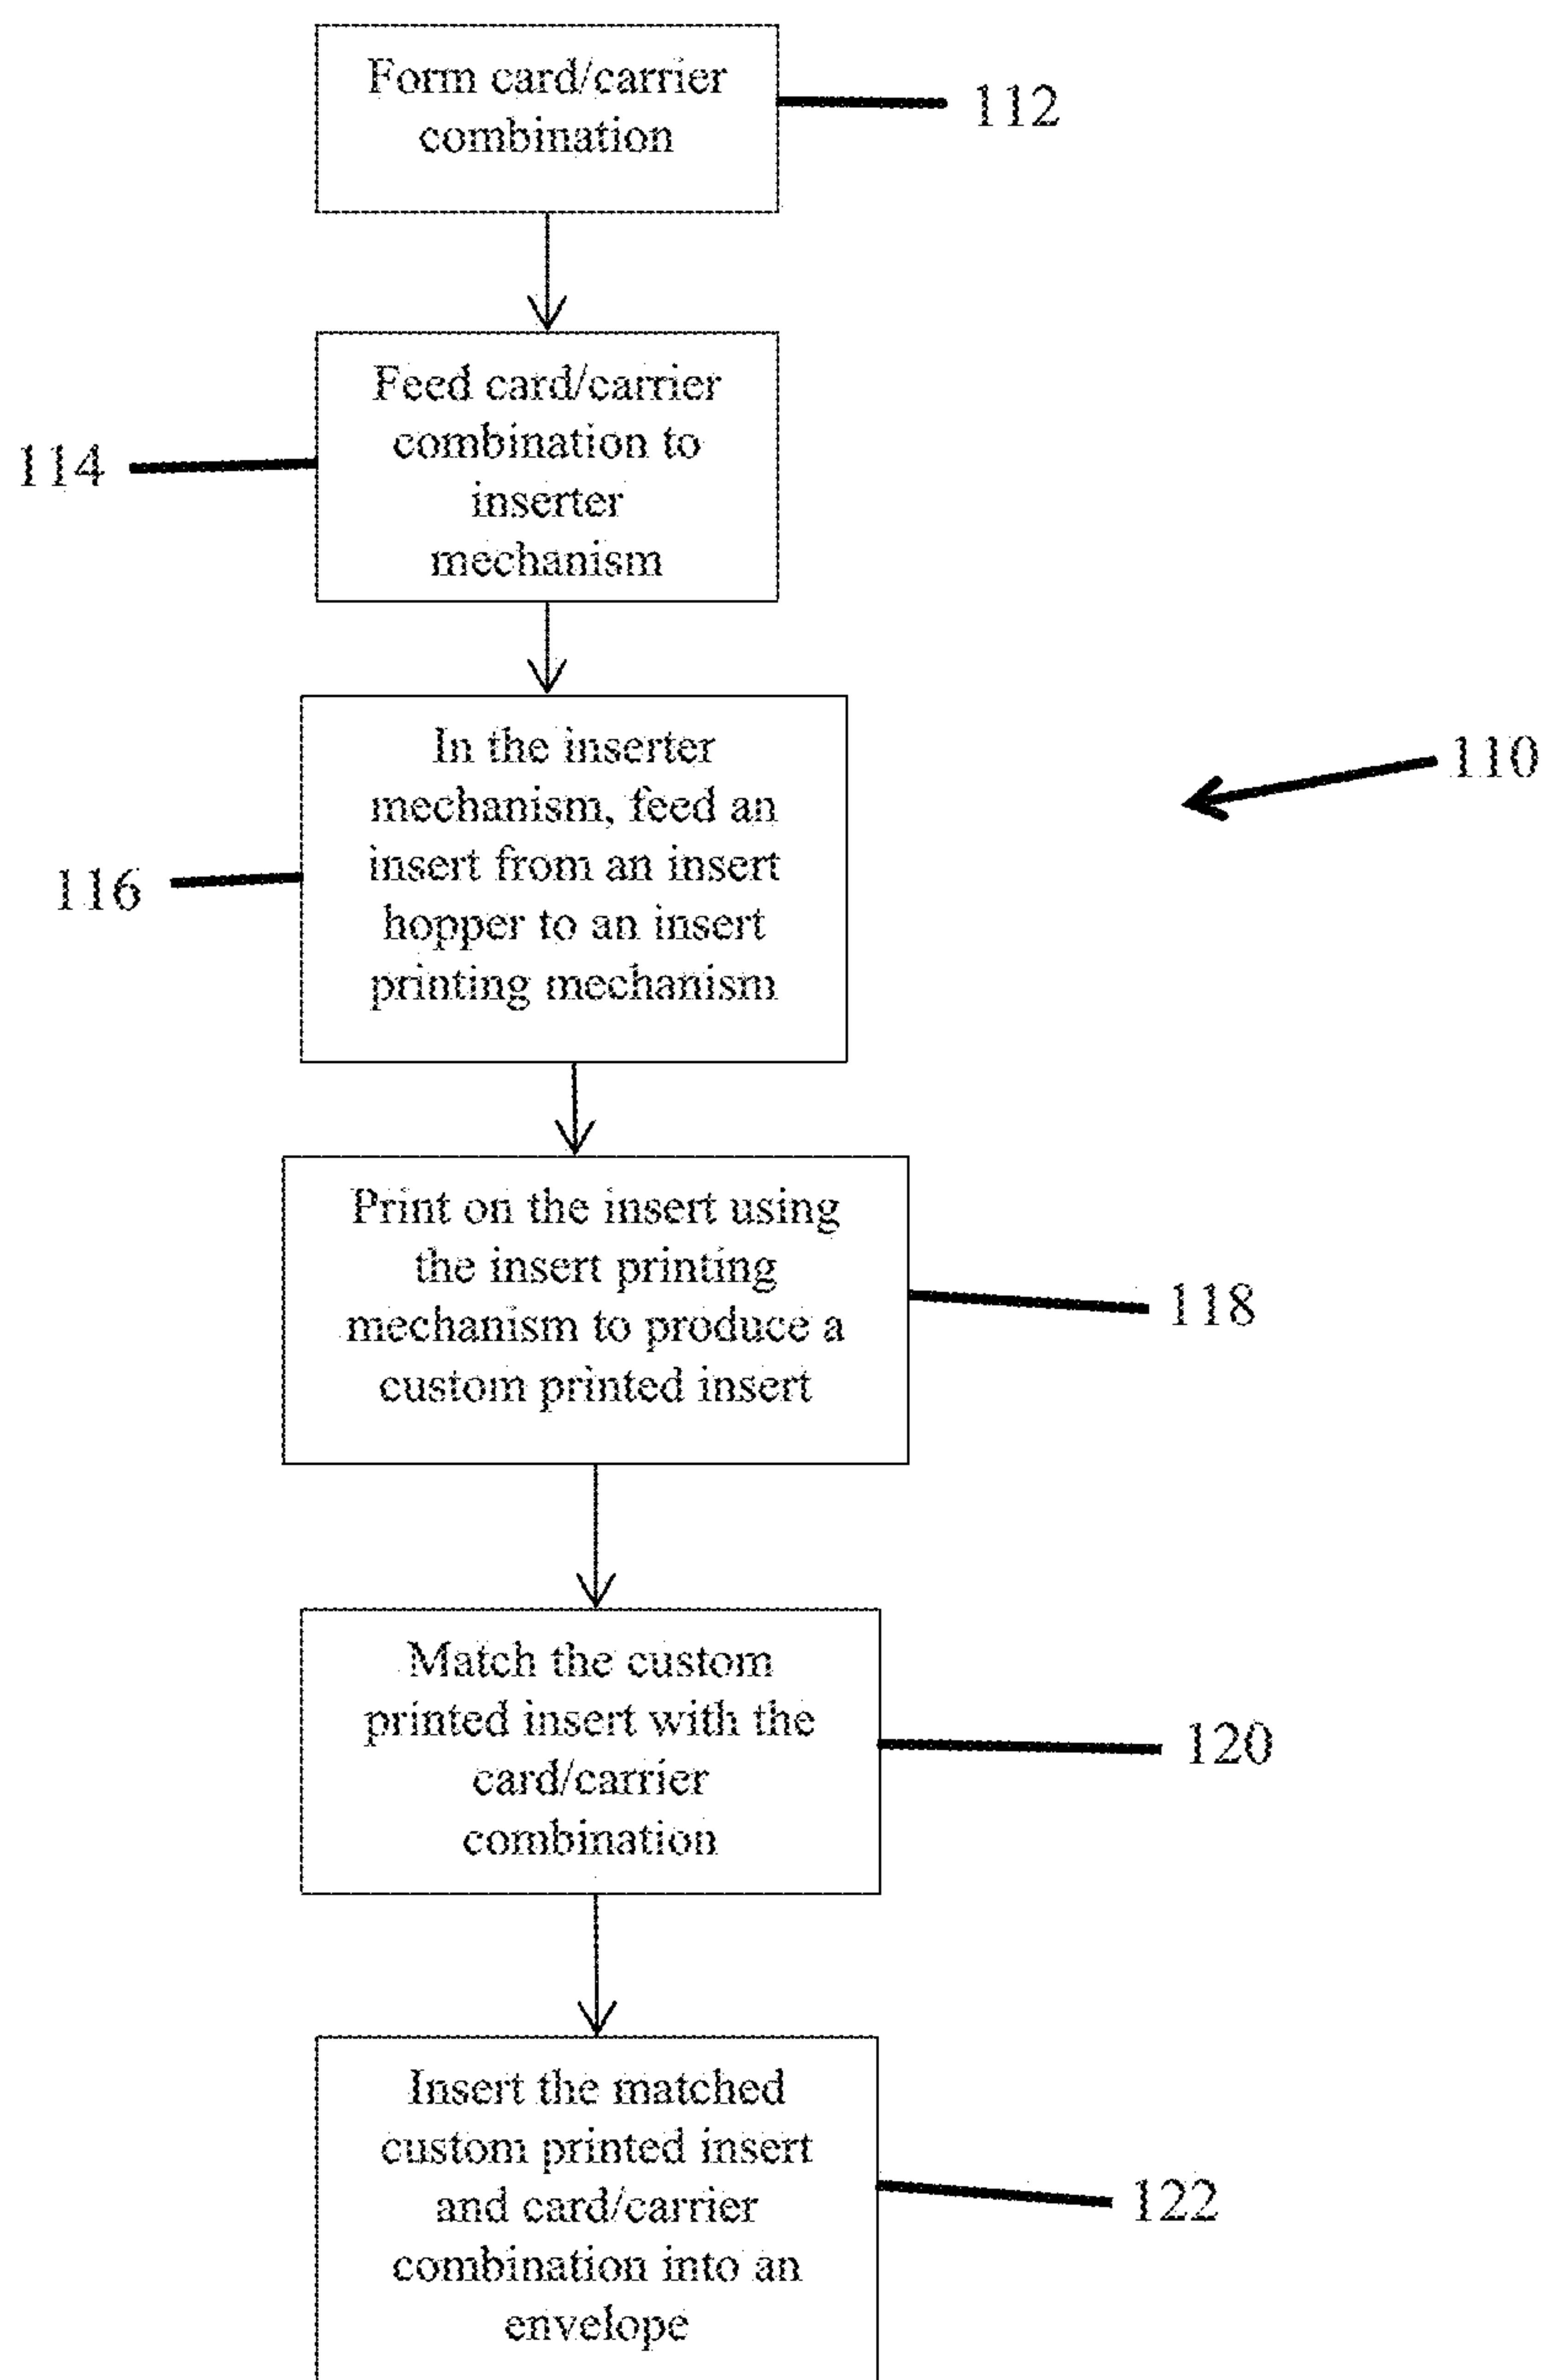 Form card/carrier
combination
112
Feed card/carrier
combination to
inserter
mechanism
114
In the inserter
mechanism, feed an
insert from an insert
hopper to an insert
printing mechanism
110
116
Print on the insert using
the insert printing
mechanism to produce a
custom printed insert
118
Match the custom
printed insert with the
card/carrier
combination
120
Insert the matched
custom printed insert
and card/carrier
combination into an
envelope
122